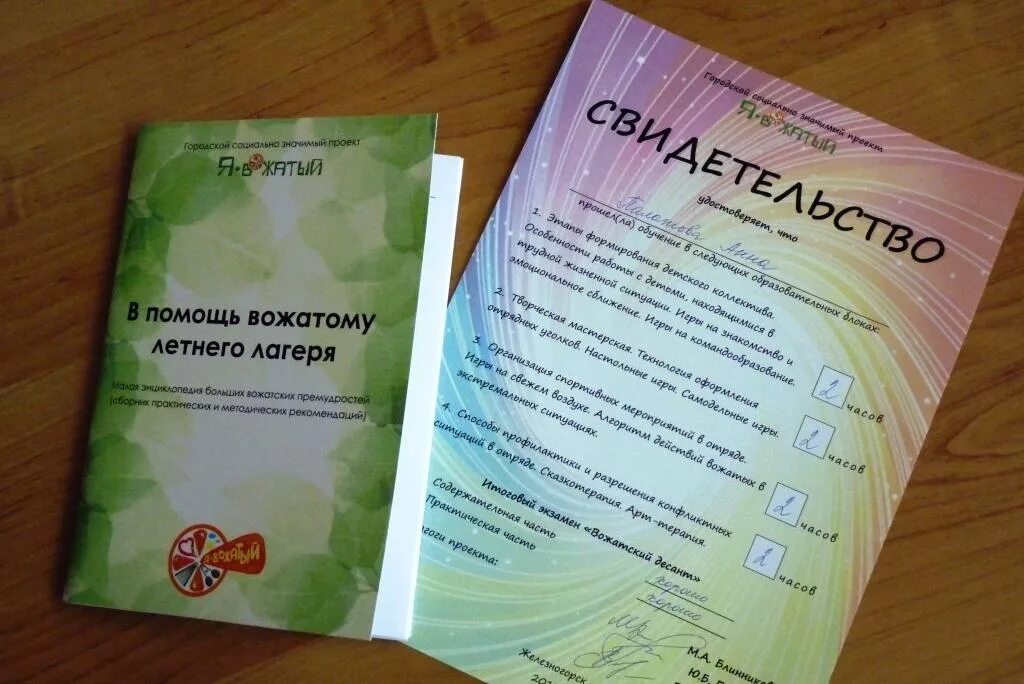 Городской социально значимый проект
Я-вожатый
В помощь вожатому
летнего лагеря
Малая энциклопедия больших вожатских премудростей
(сборник практических и методических рекомендаций)
Я-вожатый
Городской социально значимый проект
Я-вожатый
СВИДЕТЕЛЬСТВО
удостоверяет, что
Анна
прошел(ла) обучение в следующих образовательных блоках:
1. Этапы формирования детского коллектива.
Особенности работы с детьми, находящимися в
трудной жизненной ситуации. Игры на знакомство и
эмоциональное сближение. Игры на командообразование.
2 часов
2. Творческая мастерская. Технология оформления
отрядных уголков. Настольные игры. Самодельные игры.
2 часов
3. Организация спортивных мероприятий в отряде.
Игры на свежем воздухе. Алгоритм действий вожатых в
экстремальных ситуациях.
2 часов
4. Способы профилактики и разрешения конфликтных
ситуаций в отряде. Сказкотерапия. Арт-терапия.
2 часов
Итоговый экзамен «Вожатский десант»
Содержательная часть хорошо
Практическая часть хорошо
проекта:
М.А.
Ю.Б.
Железногорск